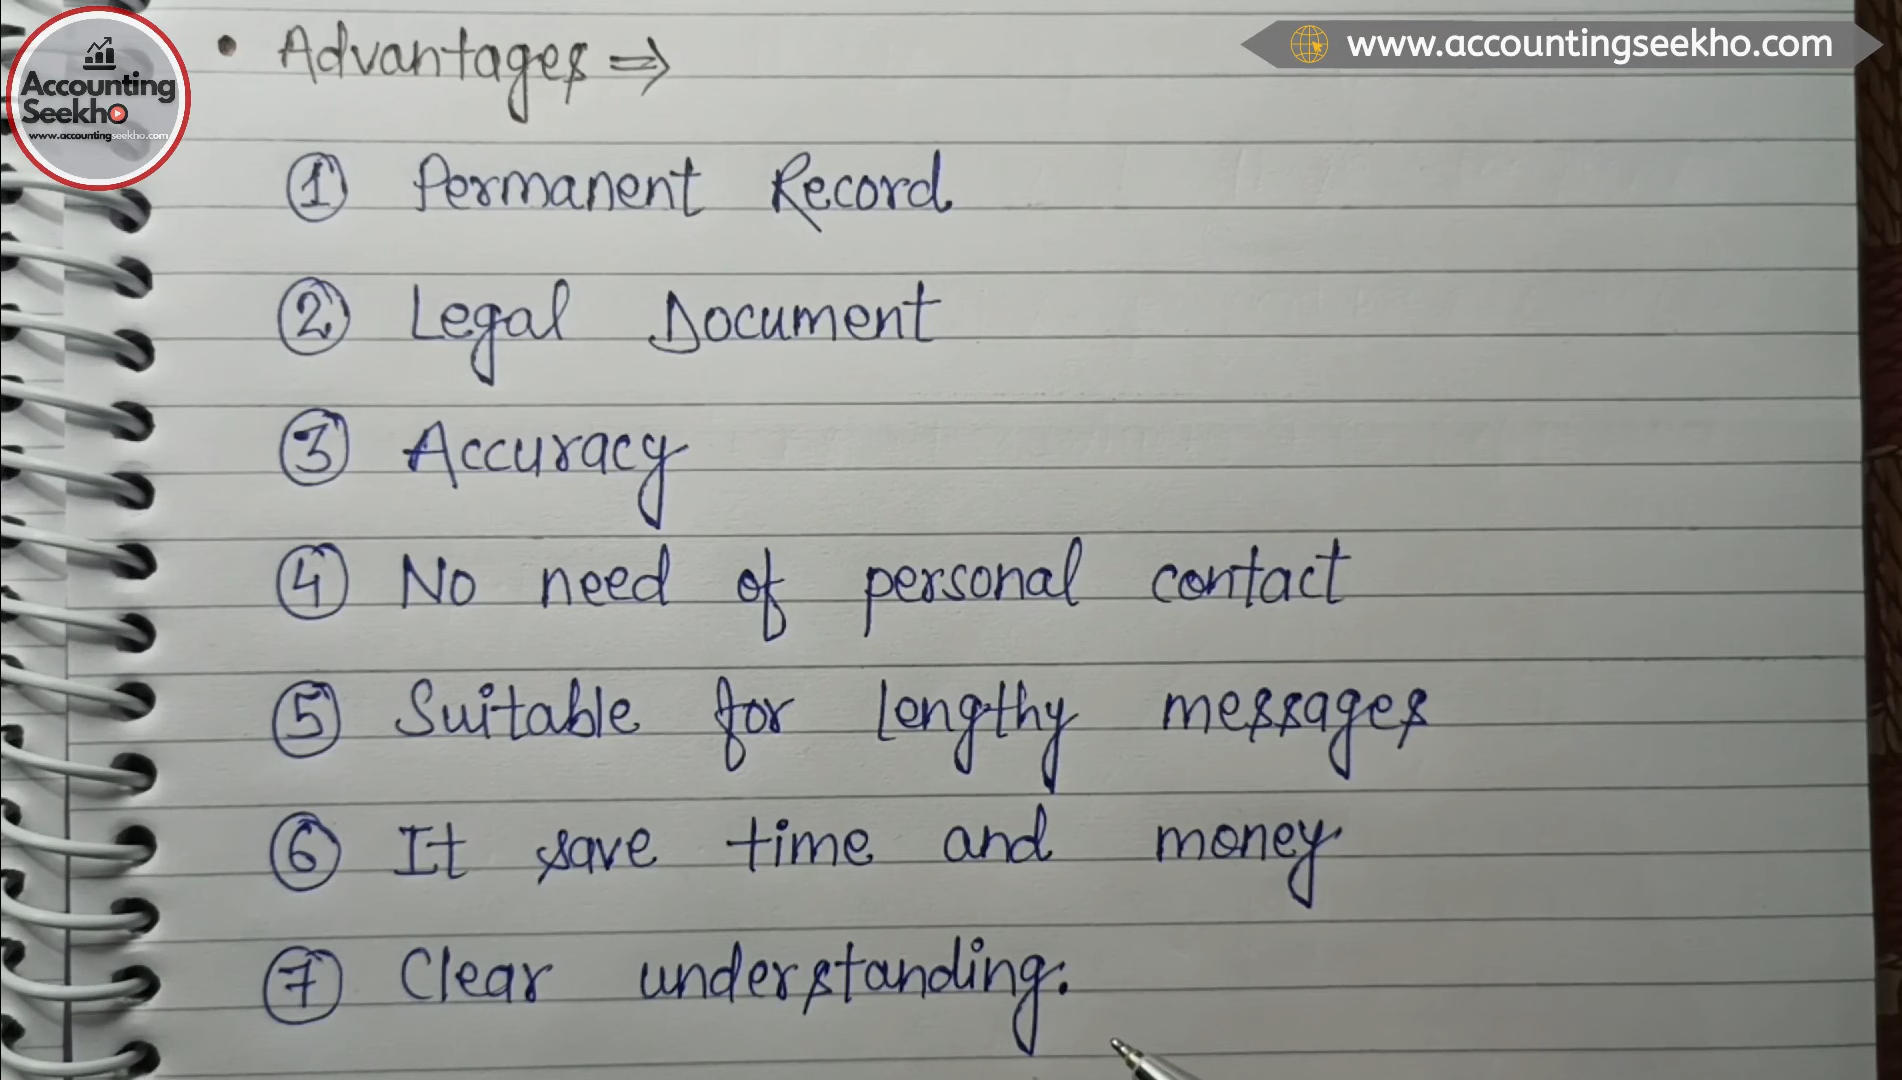 Accounting
Seekho
www.accountingseekho.com
www.accountingseekho.com
• Advantages ⇒
① Permanent Record
② Legal Document
③ Accuracy
④ No need of personal contact
⑤ Suitable for lengthy messages
⑥ It save time and money
⑦ Clear understanding.